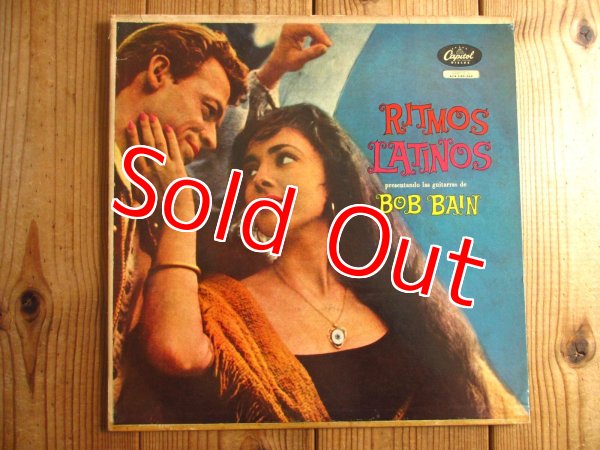 Capitol
RITMOS
LATINOS
presentando las guitarras de
BOB BAIN
Sold Out